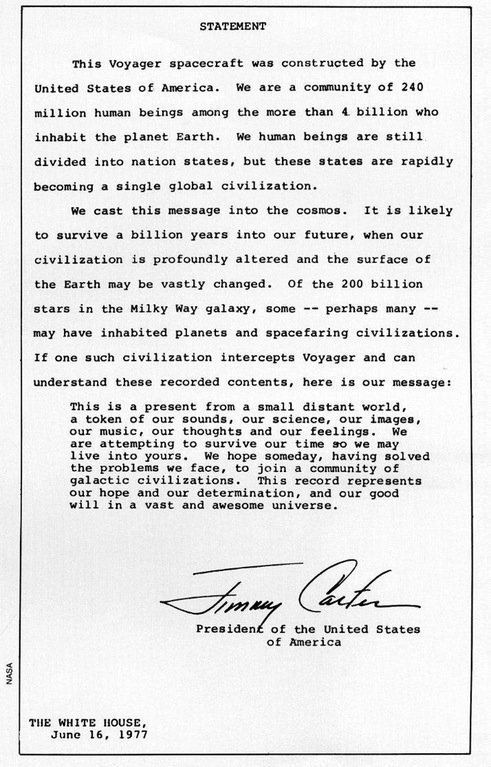 STATEMENT
This Voyager spacecraft was constructed by the
United States of America. We are a community of 240
million human beings among the more than 4 billion who
inhabit the planet Earth. We human beings are still
divided into nation states, but these states are rapidly
becoming a single global civilization.
We cast this message into the cosmos. It is likely
to survive a billion years into our future, when our
civilization is profoundly altered and the surface of
the Earth may be vastly changed. Of the 200 billion
stars in the Milky Way galaxy, some -- perhaps many --
may have inhabited planets and spacefaring civilizations.
If one such civilization intercepts Voyager and can
understand these recorded contents, here is our message:
This is a present from a small distant world,
a token of our sounds, our science, our images,
our music, our thoughts and our feelings. We
are attempting to survive our time so we may
live into yours. We hope someday, having solved
the problems we face, to join a community of
galactic civilizations. This record represents
our hope and our determination, and our good
will in a vast and awesome universe.
Jimmy Carter
President of the United States
of America
NASA
THE WHITE HOUSE,
June 16, 1977